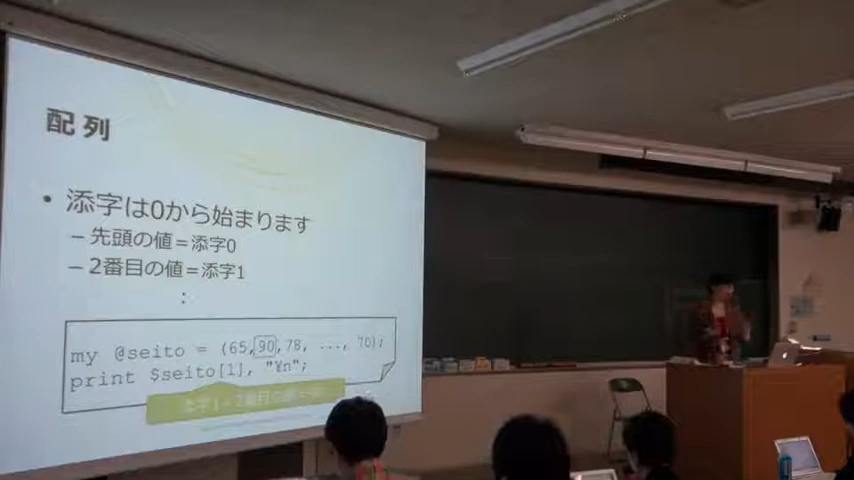 配列
• 添字は0から始まります
– 先頭の値＝添字0
– 2番目の値＝添字1
:
my @seito = (65,90,78, ..., 70);
print $seito[1], "¥n";